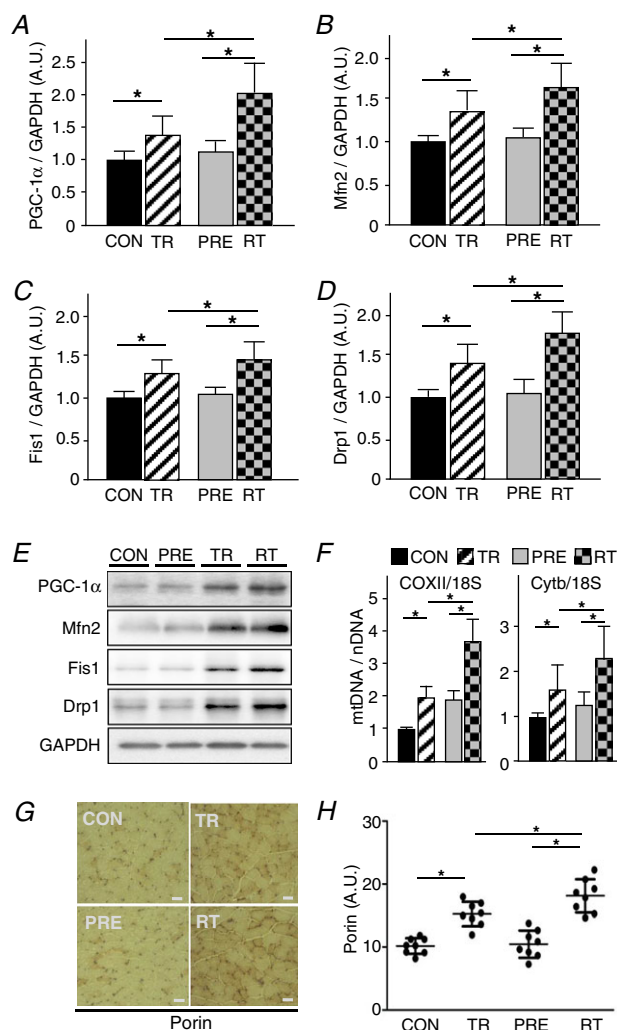 A
PGC-1α / GAPDH (A.U.)
2.5
2.0
1.5
1.0
0.5
0
*
*
*
CON TR PRE RT
B
Mfn2 / GAPDH (A.U.)
2.0
1.5
1.0
0.5
0
*
*
*
CON TR PRE RT
C
Fis1 / GAPDH (A.U.)
2.0
1.5
1.0
0.5
0
*
*
*
CON TR PRE RT
D
Drp1 / GAPDH (A.U.)
2.0
1.5
1.0
0.5
0
*
*
*
CON TR PRE RT
E
CON PRE TR RT
PGC-1α
Mfn2
Fis1
Drp1
GAPDH
F
CON TR PRE RT
COXII/18S
mtDNA / nDNA
5
4
3
2
1
0
*
*
*
Cytb/18S
3
2
1
0
*
*
*
G
CON TR
PRE RT
Porin
H
Porin (A.U.)
30
20
10
0
*
*
*
CON TR PRE RT